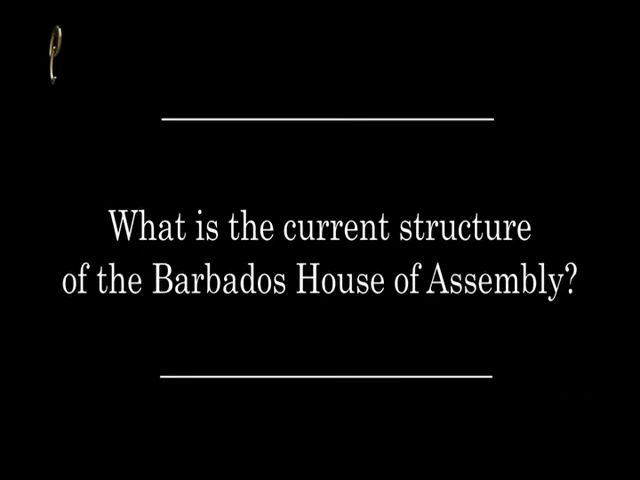 What is the current structure
of the Barbados House of Assembly?